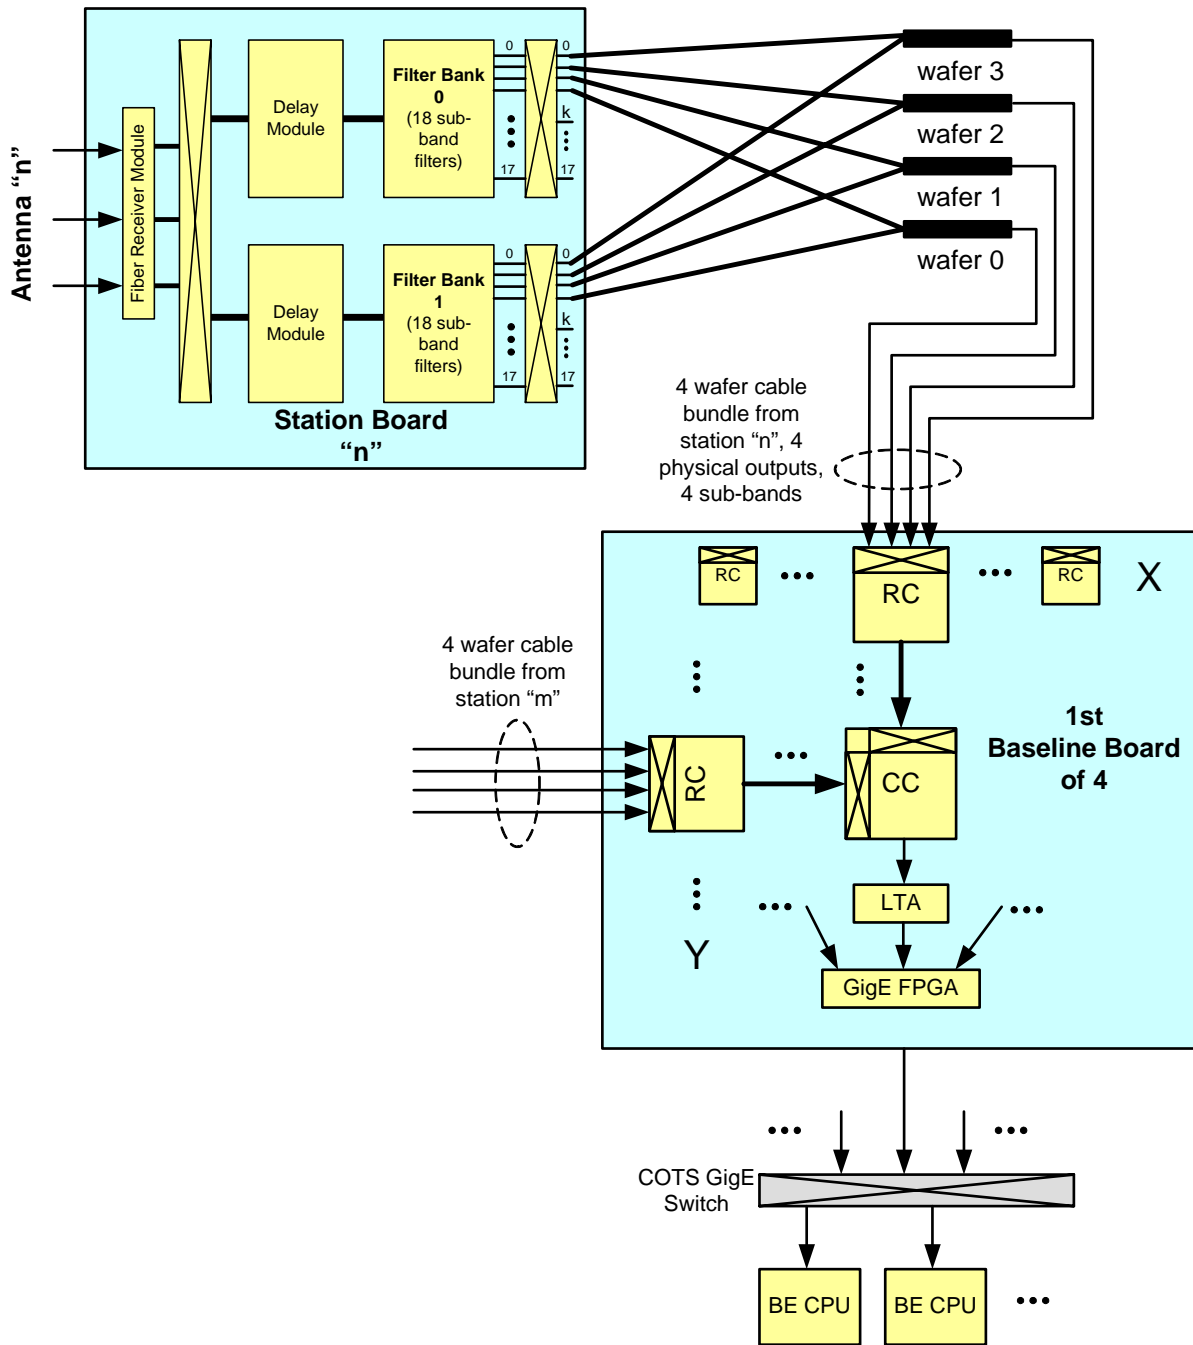 Antenna “n”
Fiber Receiver Module
Delay
Module
Filter Bank
0
(18 sub-
band
filters)
0
17
0
k
17
Delay
Module
Filter Bank
1
(18 sub-
band
filters)
0
17
0
k
17
Station Board
“n”
wafer 3
wafer 2
wafer 1
wafer 0
4 wafer cable
bundle from
station “n”, 4
physical outputs,
4 sub-bands
RC
RC
RC
X
4 wafer cable
bundle from
station “m”
RC
CC
1st
Baseline Board
of 4
LTA
Y
GigE FPGA
COTS GigE
Switch
BE CPU
BE CPU